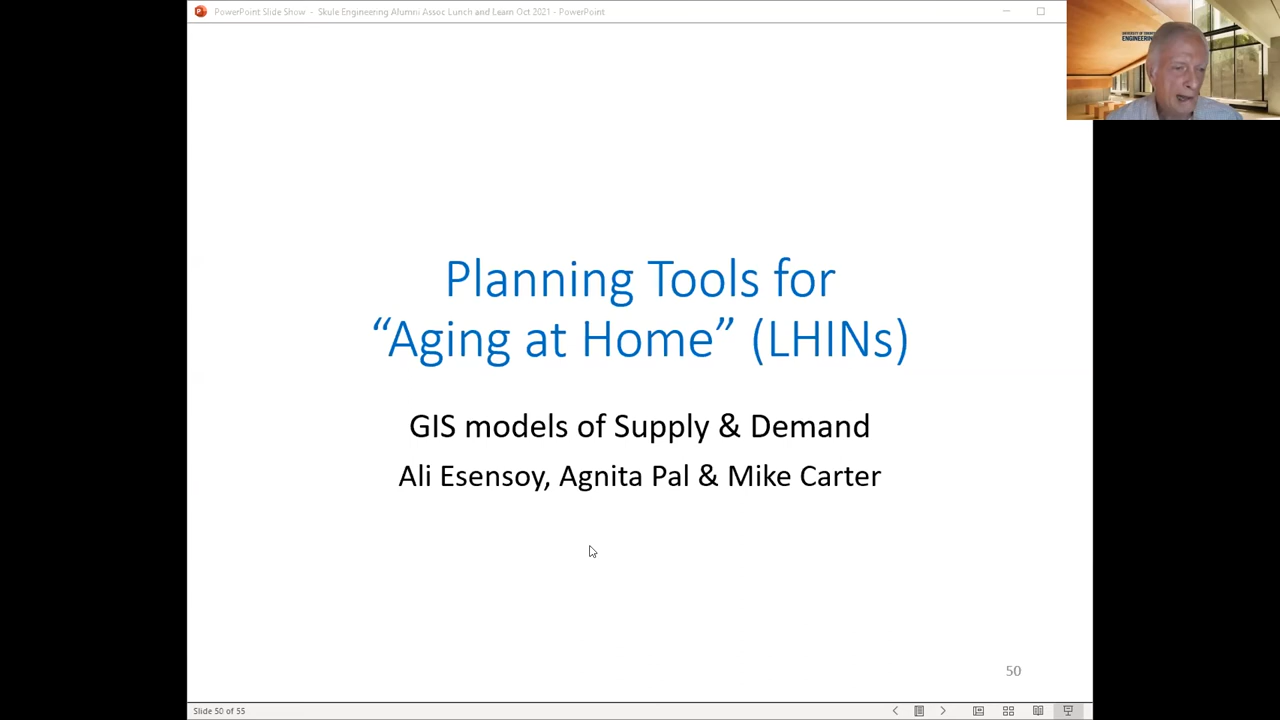 PowerPoint Slide Show - Skule Engineering Alumni Assoc Lunch and Learn Oct 2021 - PowerPoint
ENGINEERING
Planning Tools for
“Aging at Home” (LHINs)
GIS models of Supply & Demand
Ali Esensoy, Agnita Pal & Mike Carter
50
Slide 50 of 55